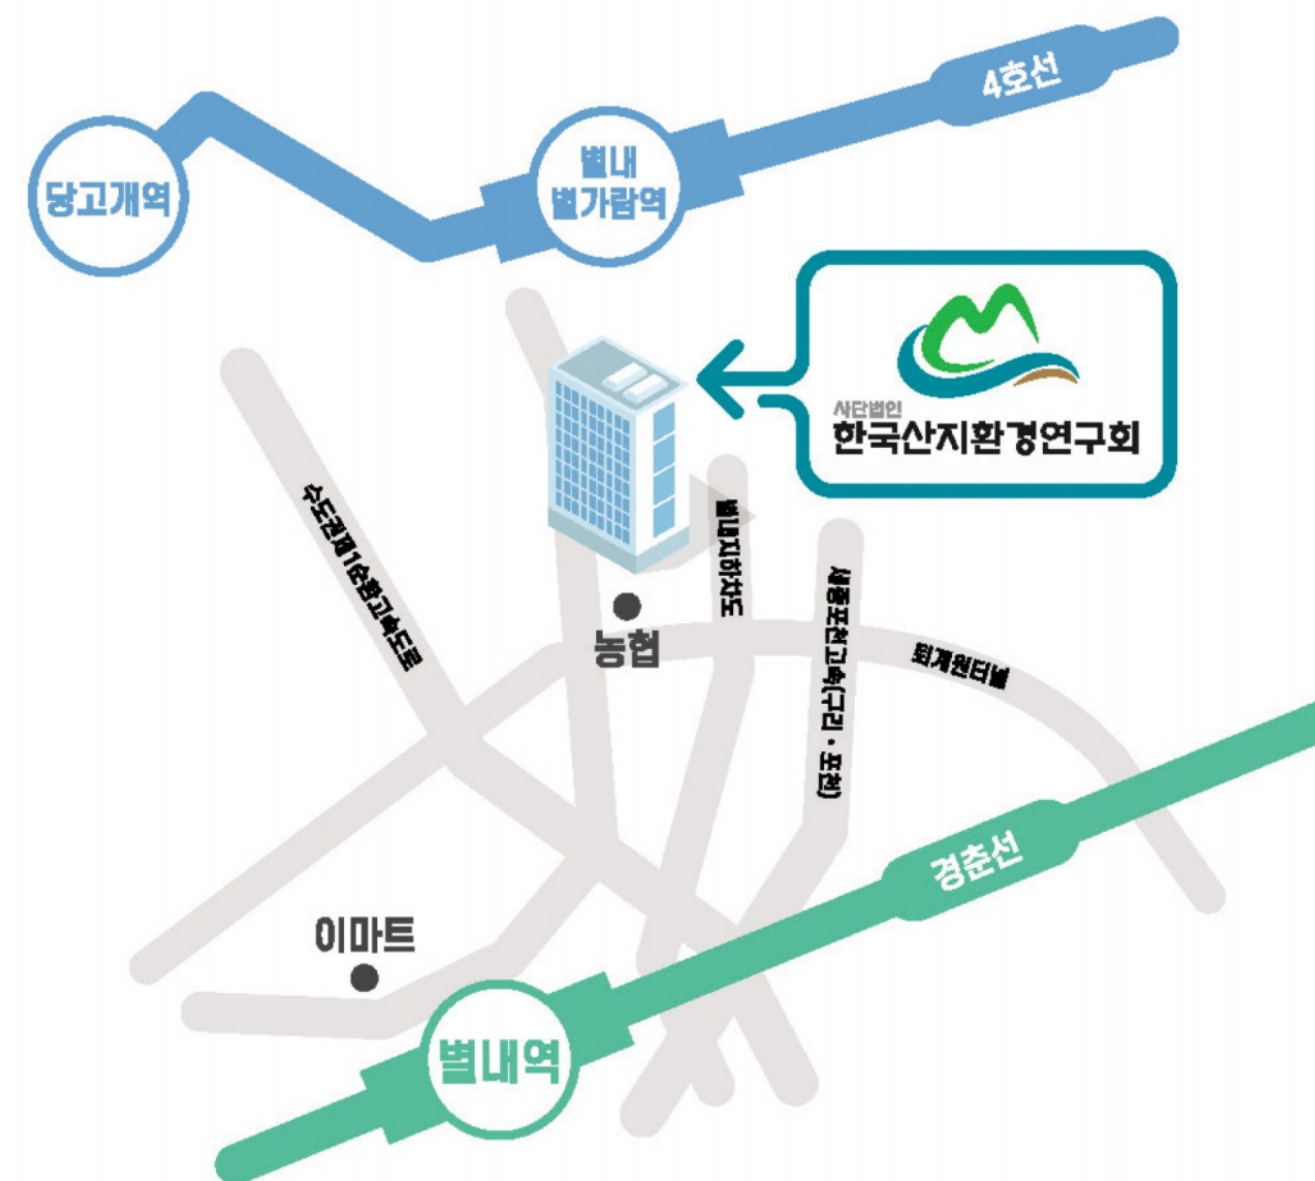 4호선
당고개역
별내
별가람역
사단법인
한국산지환경연구회
수도권제1순환고속도로
별내지하차도
세종포천고속(구리·포천)
농협
퇴계원터널
경춘선
이마트
별내역